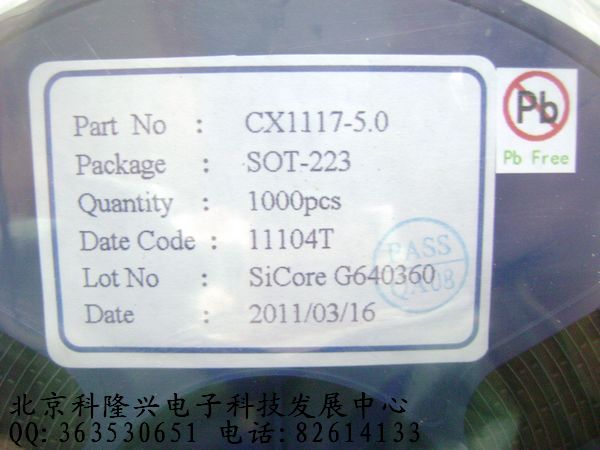 Part No : CX1117-5.0
Package : SOT-223
Quantity : 1000pcs
Date Code : 11104T
Lot No : SiCore G640360
Date : 2011/03/16
PASS
QA08
Pb
Pb Free
北京科隆兴电子科技发展中心
QQ:363530651 电话:82614133